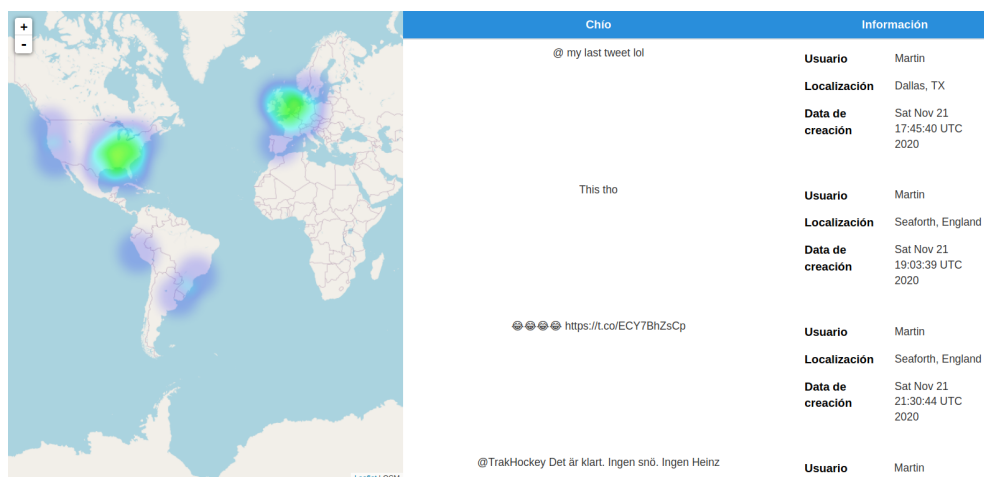 +
-
Chío
Información
@ my last tweet lol
Usuario
Martin
Localización
Dallas, TX
Data de
creación
Sat Nov 21
17:45:40 UTC
2020
This tho
Usuario
Martin
Localización
Seaforth, England
Data de
creación
Sat Nov 21
19:03:39 UTC
2020
😂😂😂😂 https://t.co/ECY7BhZsCp
Usuario
Martin
Localización
Seaforth, England
Data de
creación
Sat Nov 21
21:30:44 UTC
2020
@TrakHockey Det är klart. Ingen snö. Ingen Heinz
Usuario
Martin